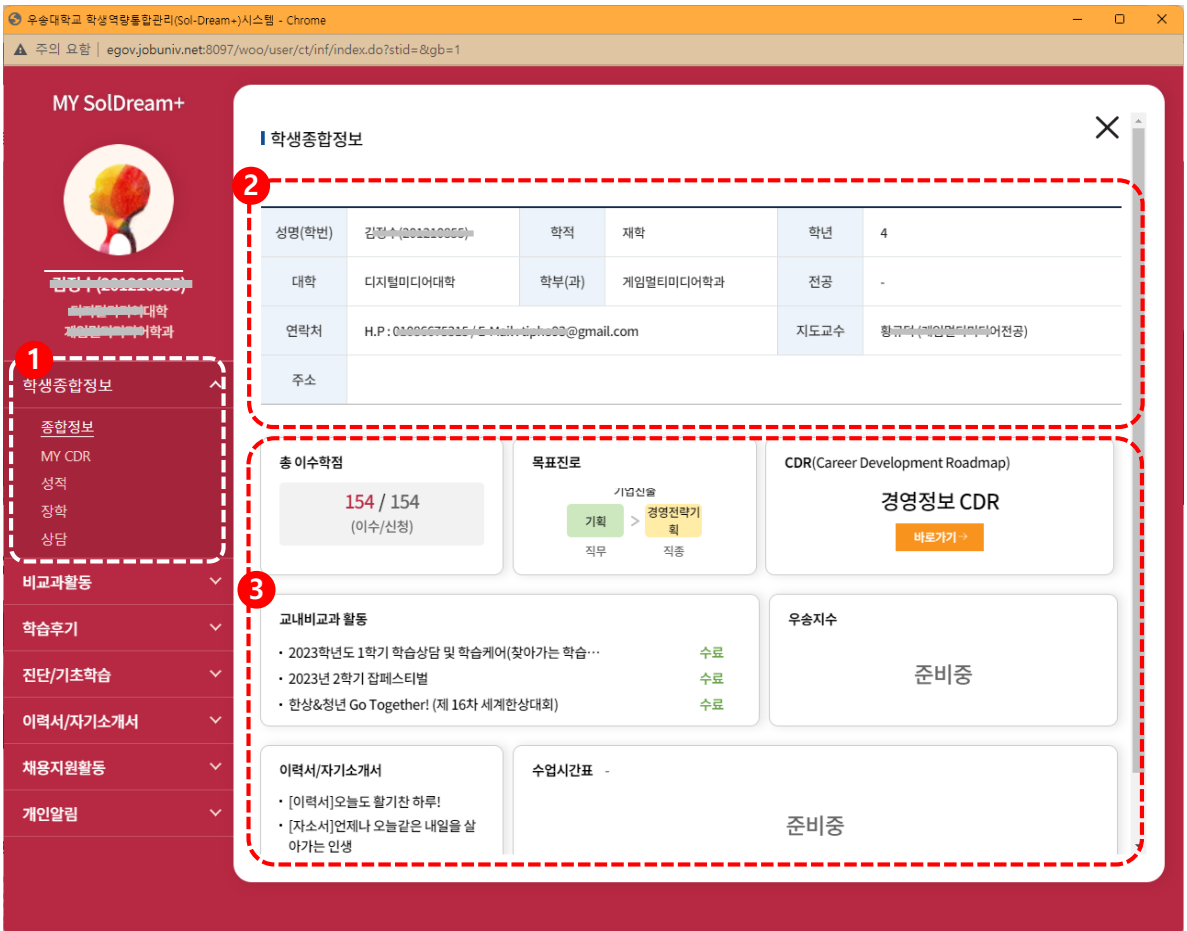 우송대학교 학생역량통합관리(Sol-Dream+)시스템 - Chrome
주의 요함 | egov.jobuniv.net:8097/woo/user/ct/inf/index.do?stid=&gb=1
MY SolDream+
대학
어학과
1
학생종합정보
종합정보
MY CDR
성적
장학
상담
비교과활동
학습후기
진단/기초학습
이력서/자기소개서
채용지원활동
개인알림
학생종합정보
2
성명(학번) 학적 재학 학년 4
대학 디지털미디어대학 학부(과) 게임멀티미디어학과 전공 -
연락처 H.P : @gmail.com 지도교수 어전공)
주소
3
총 이수학점
154 / 154
(이수/신청)
목표진로
기획 > 경영전략기
획
직무 직종
CDR(Career Development Roadmap)
경영정보 CDR
바로가기→
교내비교과 활동
• 2023학년도 1학기 학습상담 및 학습케어(찾아가는 학습… 수료
• 2023년 2학기 잡페스티벌 수료
• 한상&청년 Go Together! (제 16차 세계한상대회) 수료
우송지수
준비중
이력서/자기소개서
• [이력서]오늘도 활기찬 하루!
• [자소서]언제나 오늘같은 내일을 살
아가는 인생
수업시간표 -
준비중